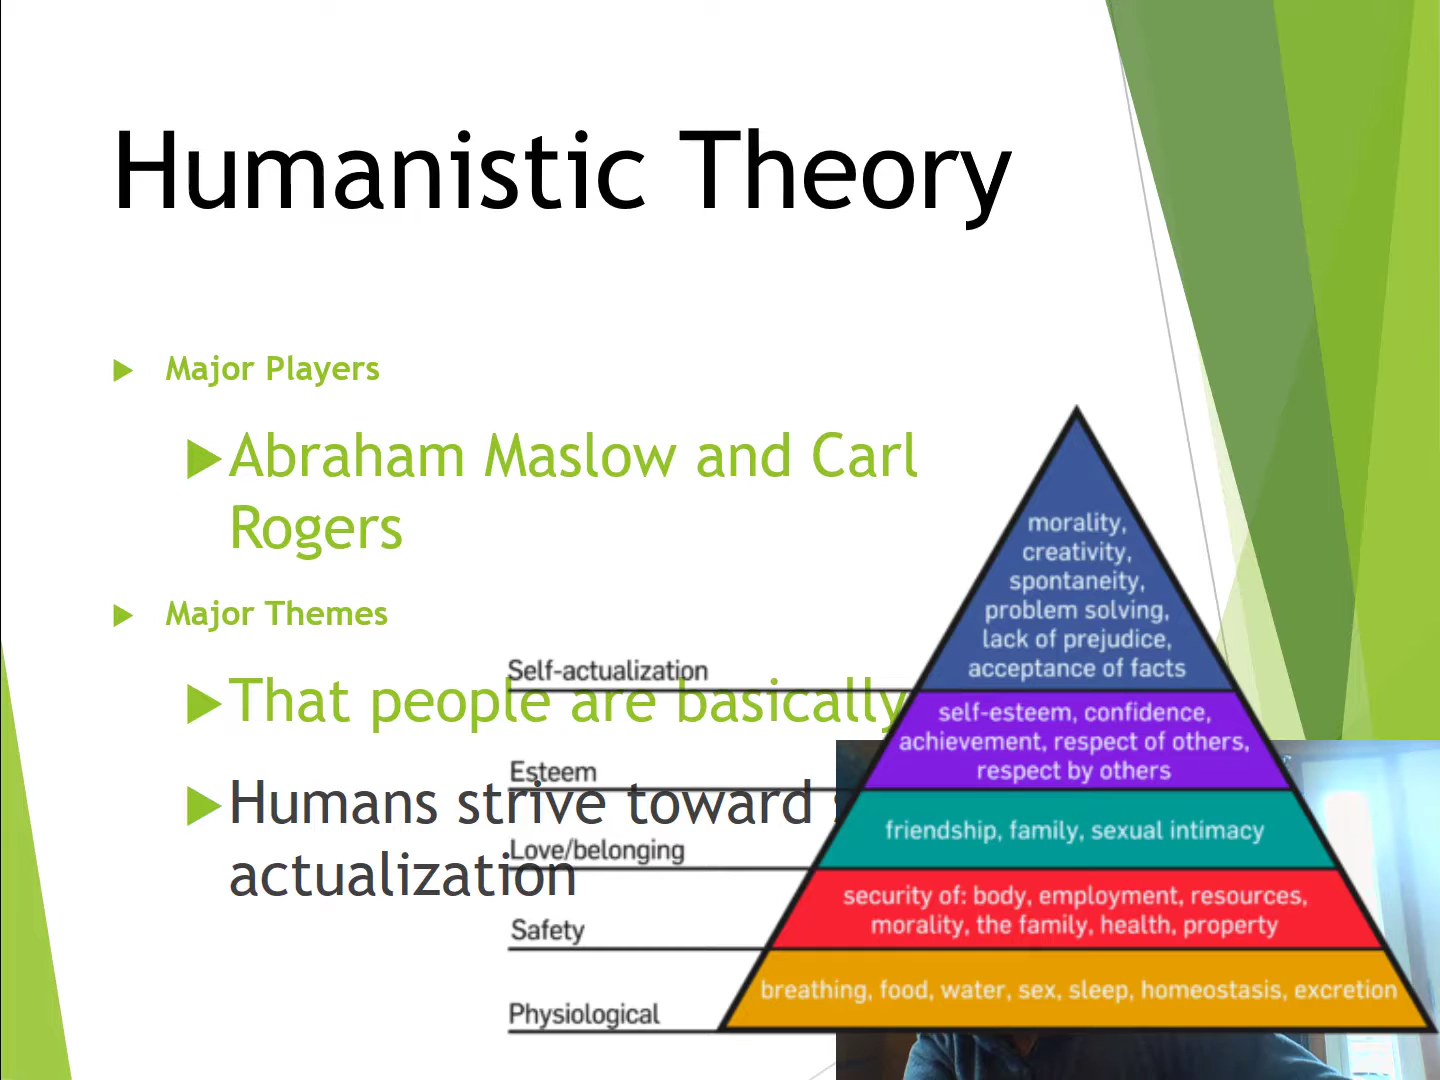 Humanistic Theory
Major Players
Abraham Maslow and Carl
Rogers
Major Themes
That people are basically
Humans strive toward
actualization
morality,
creativity,
spontaneity,
problem solving,
lack of prejudice,
acceptance of facts
Self-actualization
self-esteem, confidence,
achievement, respect of others,
respect by others
Esteem
friendship, family, sexual intimacy
Love/belonging
security of: body, employment, resources,
morality, the family, health, property
Safety
breathing, food, water, sex, sleep, homeostasis, excretion
Physiological